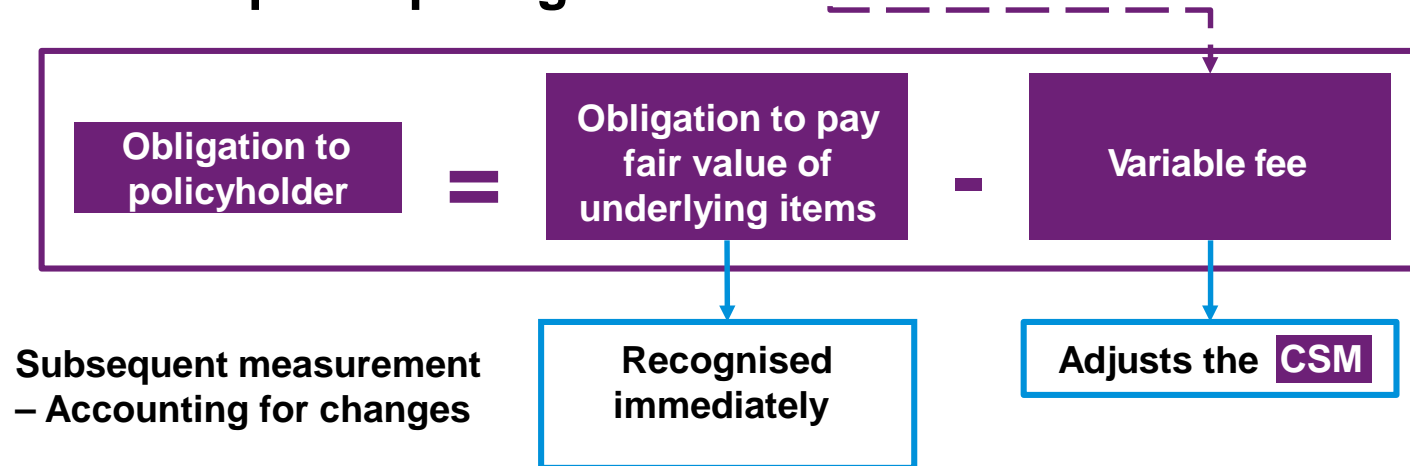 Obligation to
policyholder
=
Obligation to pay
fair value of
underlying items
-
Variable fee
Subsequent measurement
– Accounting for changes
Recognised
immediately
Adjusts the CSM